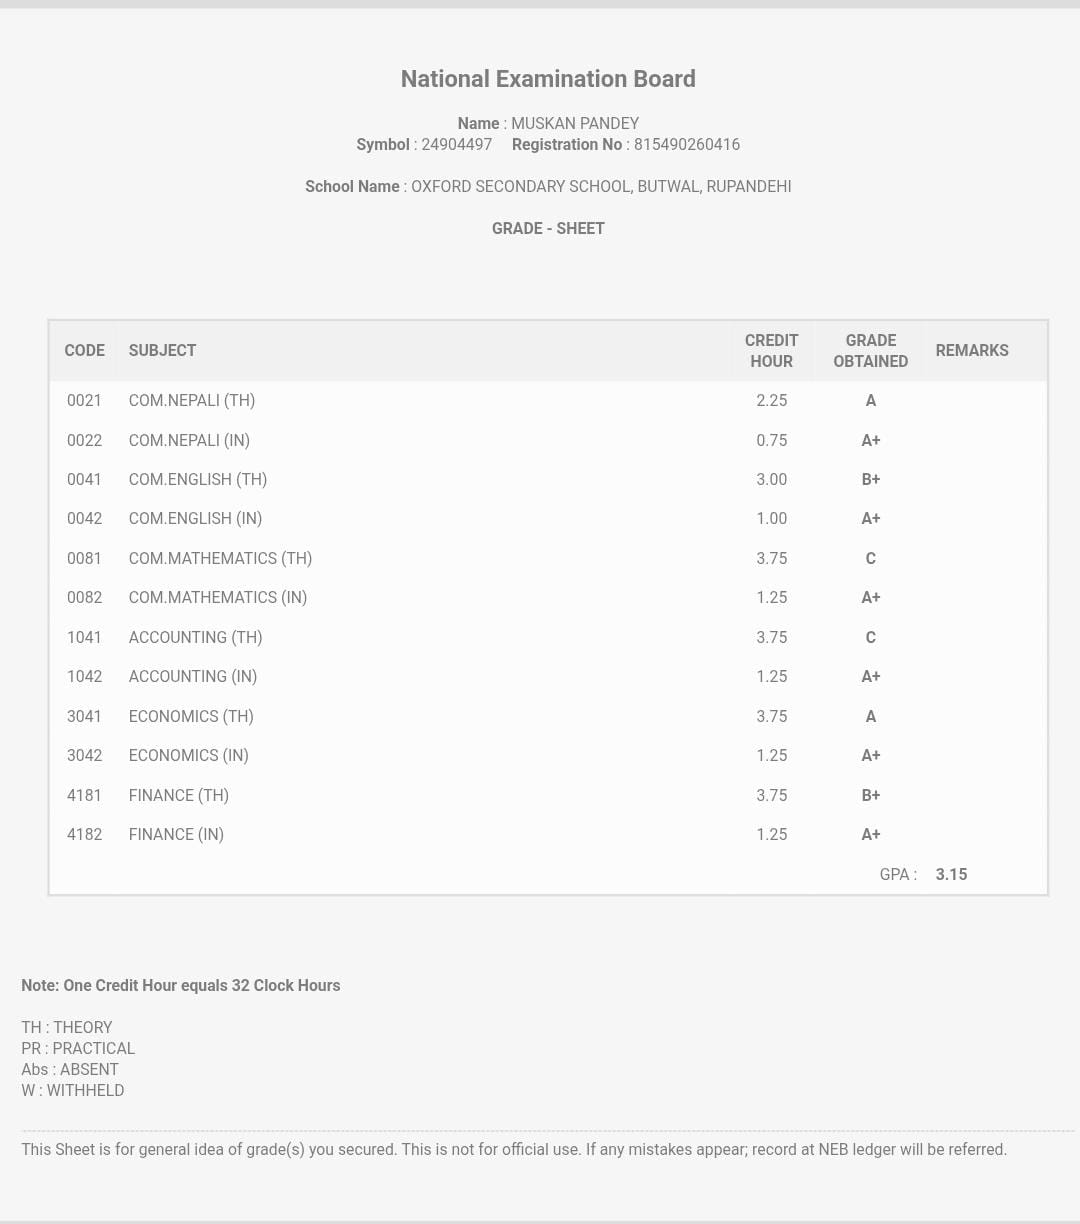 National Examination Board
Name : MUSKAN PANDEY
Symbol : 24904497 Registration No : 815490260416
School Name : OXFORD SECONDARY SCHOOL, BUTWAL, RUPANDEHI
GRADE - SHEET
CODE SUBJECT CREDIT HOUR GRADE OBTAINED REMARKS
0021 COM.NEPALI (TH) 2.25 A
0022 COM.NEPALI (IN) 0.75 A+
0041 COM.ENGLISH (TH) 3.00 B+
0042 COM.ENGLISH (IN) 1.00 A+
0081 COM.MATHEMATICS (TH) 3.75 C
0082 COM.MATHEMATICS (IN) 1.25 A+
1041 ACCOUNTING (TH) 3.75 C
1042 ACCOUNTING (IN) 1.25 A+
3041 ECONOMICS (TH) 3.75 A
3042 ECONOMICS (IN) 1.25 A+
4181 FINANCE (TH) 3.75 B+
4182 FINANCE (IN) 1.25 A+
GPA : 3.15
Note: One Credit Hour equals 32 Clock Hours
TH : THEORY
PR : PRACTICAL
Abs : ABSENT
W : WITHHELD
This Sheet is for general idea of grade(s) you secured. This is not for official use. If any mistakes appear; record at NEB ledger will be referred.